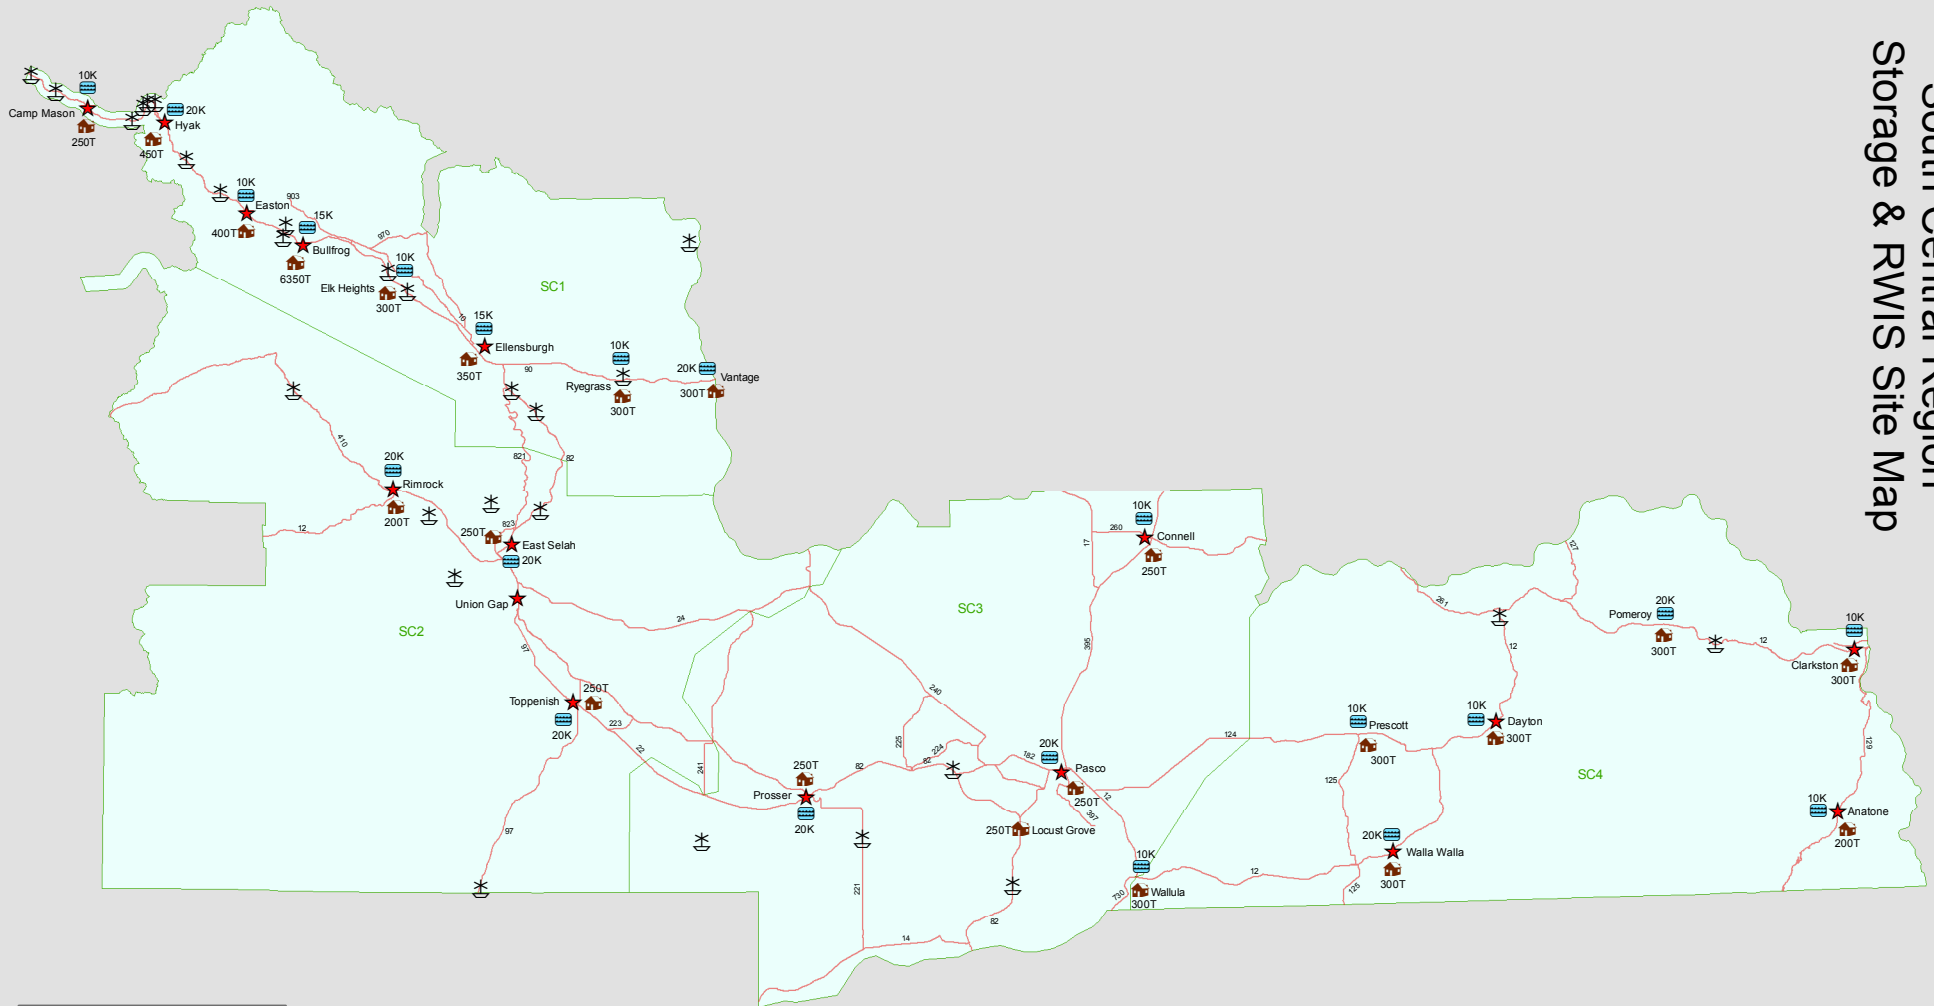 South Central Region
Storage & RWIS Site Map
10K
Camp Mason
250T
20K
Hyak
450T
10K
Easton
400T
903
15K
Bullfrog
6350T
970
10K
Elk Heights
300T
SC1
10
15K
Ellensburgh
350T
90
10K
Ryegrass
300T
20K
Vantage
300T
410
821
82
20K
Rimrock
200T
12
823
250T
East Selah
20K
Union Gap
SC2
24
97
250T
Toppenish
20K
223
22
241
97
SC3
17
260
10K
Connell
250T
395
240
225
224
82
82
182
20K
Pasco
250T
12
397
250T
Prosser
20K
250T
Locust Grove
221
14
82
10K
Wallula
300T
730
124
125
12
125
10K
Prescott
300T
20K
Walla Walla
300T
SC4
10K
Dayton
300T
12
261
127
Pomeroy
20K
300T
12
10K
Clarkston
300T
129
10K
Anatone
200T